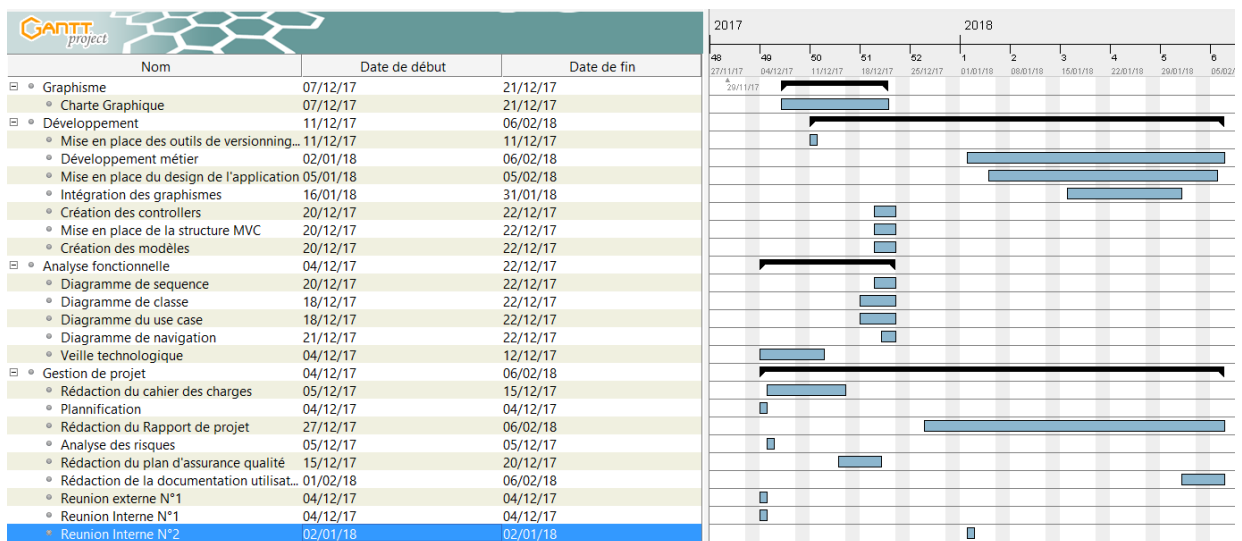 GANTT project
2017 2018
48 49 50 51 52 1 2 3 4 5 6
27/11/17 04/12/17 11/12/17 18/12/17 25/12/17 01/01/18 08/01/18 15/01/18 22/01/18 29/01/18 05/02/
29/11/17
Nom Date de début Date de fin
Graphisme 07/12/17 21/12/17
Charte Graphique 07/12/17 21/12/17
Développement 11/12/17 06/02/18
Mise en place des outils de versionning... 11/12/17 11/12/17
Développement métier 02/01/18 06/02/18
Mise en place du design de l'application 05/01/18 05/02/18
Intégration des graphismes 16/01/18 31/01/18
Création des controllers 20/12/17 22/12/17
Mise en place de la structure MVC 20/12/17 22/12/17
Création des modèles 20/12/17 22/12/17
Analyse fonctionnelle 04/12/17 22/12/17
Diagramme de sequence 20/12/17 22/12/17
Diagramme de classe 18/12/17 22/12/17
Diagramme du use case 18/12/17 22/12/17
Diagramme de navigation 21/12/17 22/12/17
Veille technologique 04/12/17 12/12/17
Gestion de projet 04/12/17 06/02/18
Rédaction du cahier des charges 05/12/17 15/12/17
Plannification 04/12/17 04/12/17
Rédaction du Rapport de projet 27/12/17 06/02/18
Analyse des risques 05/12/17 05/12/17
Rédaction du plan d'assurance qualité 15/12/17 20/12/17
Rédaction de la documentation utilisat... 01/02/18 06/02/18
Reunion externe N°1 04/12/17 04/12/17
Reunion Interne N°1 04/12/17 04/12/17
Reunion Interne N°2 02/01/18 02/01/18